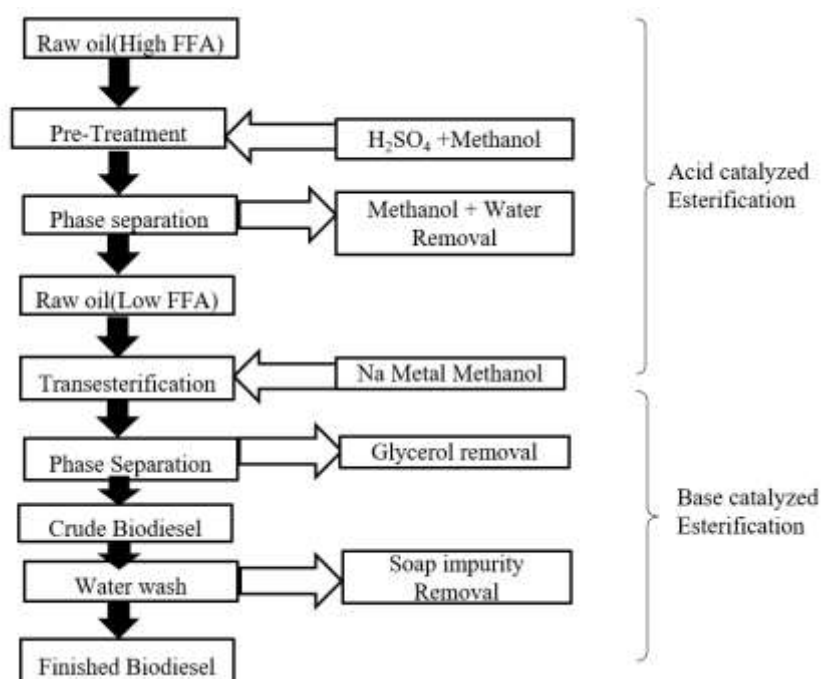 Raw oil(High FFA)
Pre-Treatment
H₂SO₄ +Methanol
Phase separation
Methanol + Water
Removal
Raw oil(Low FFA)
Acid catalyzed
Esterification
Transesterification
Na Metal Methanol
Phase Separation
Glycerol removal
Crude Biodiesel
Water wash
Soap impurity
Removal
Finished Biodiesel
Base catalyzed
Esterification